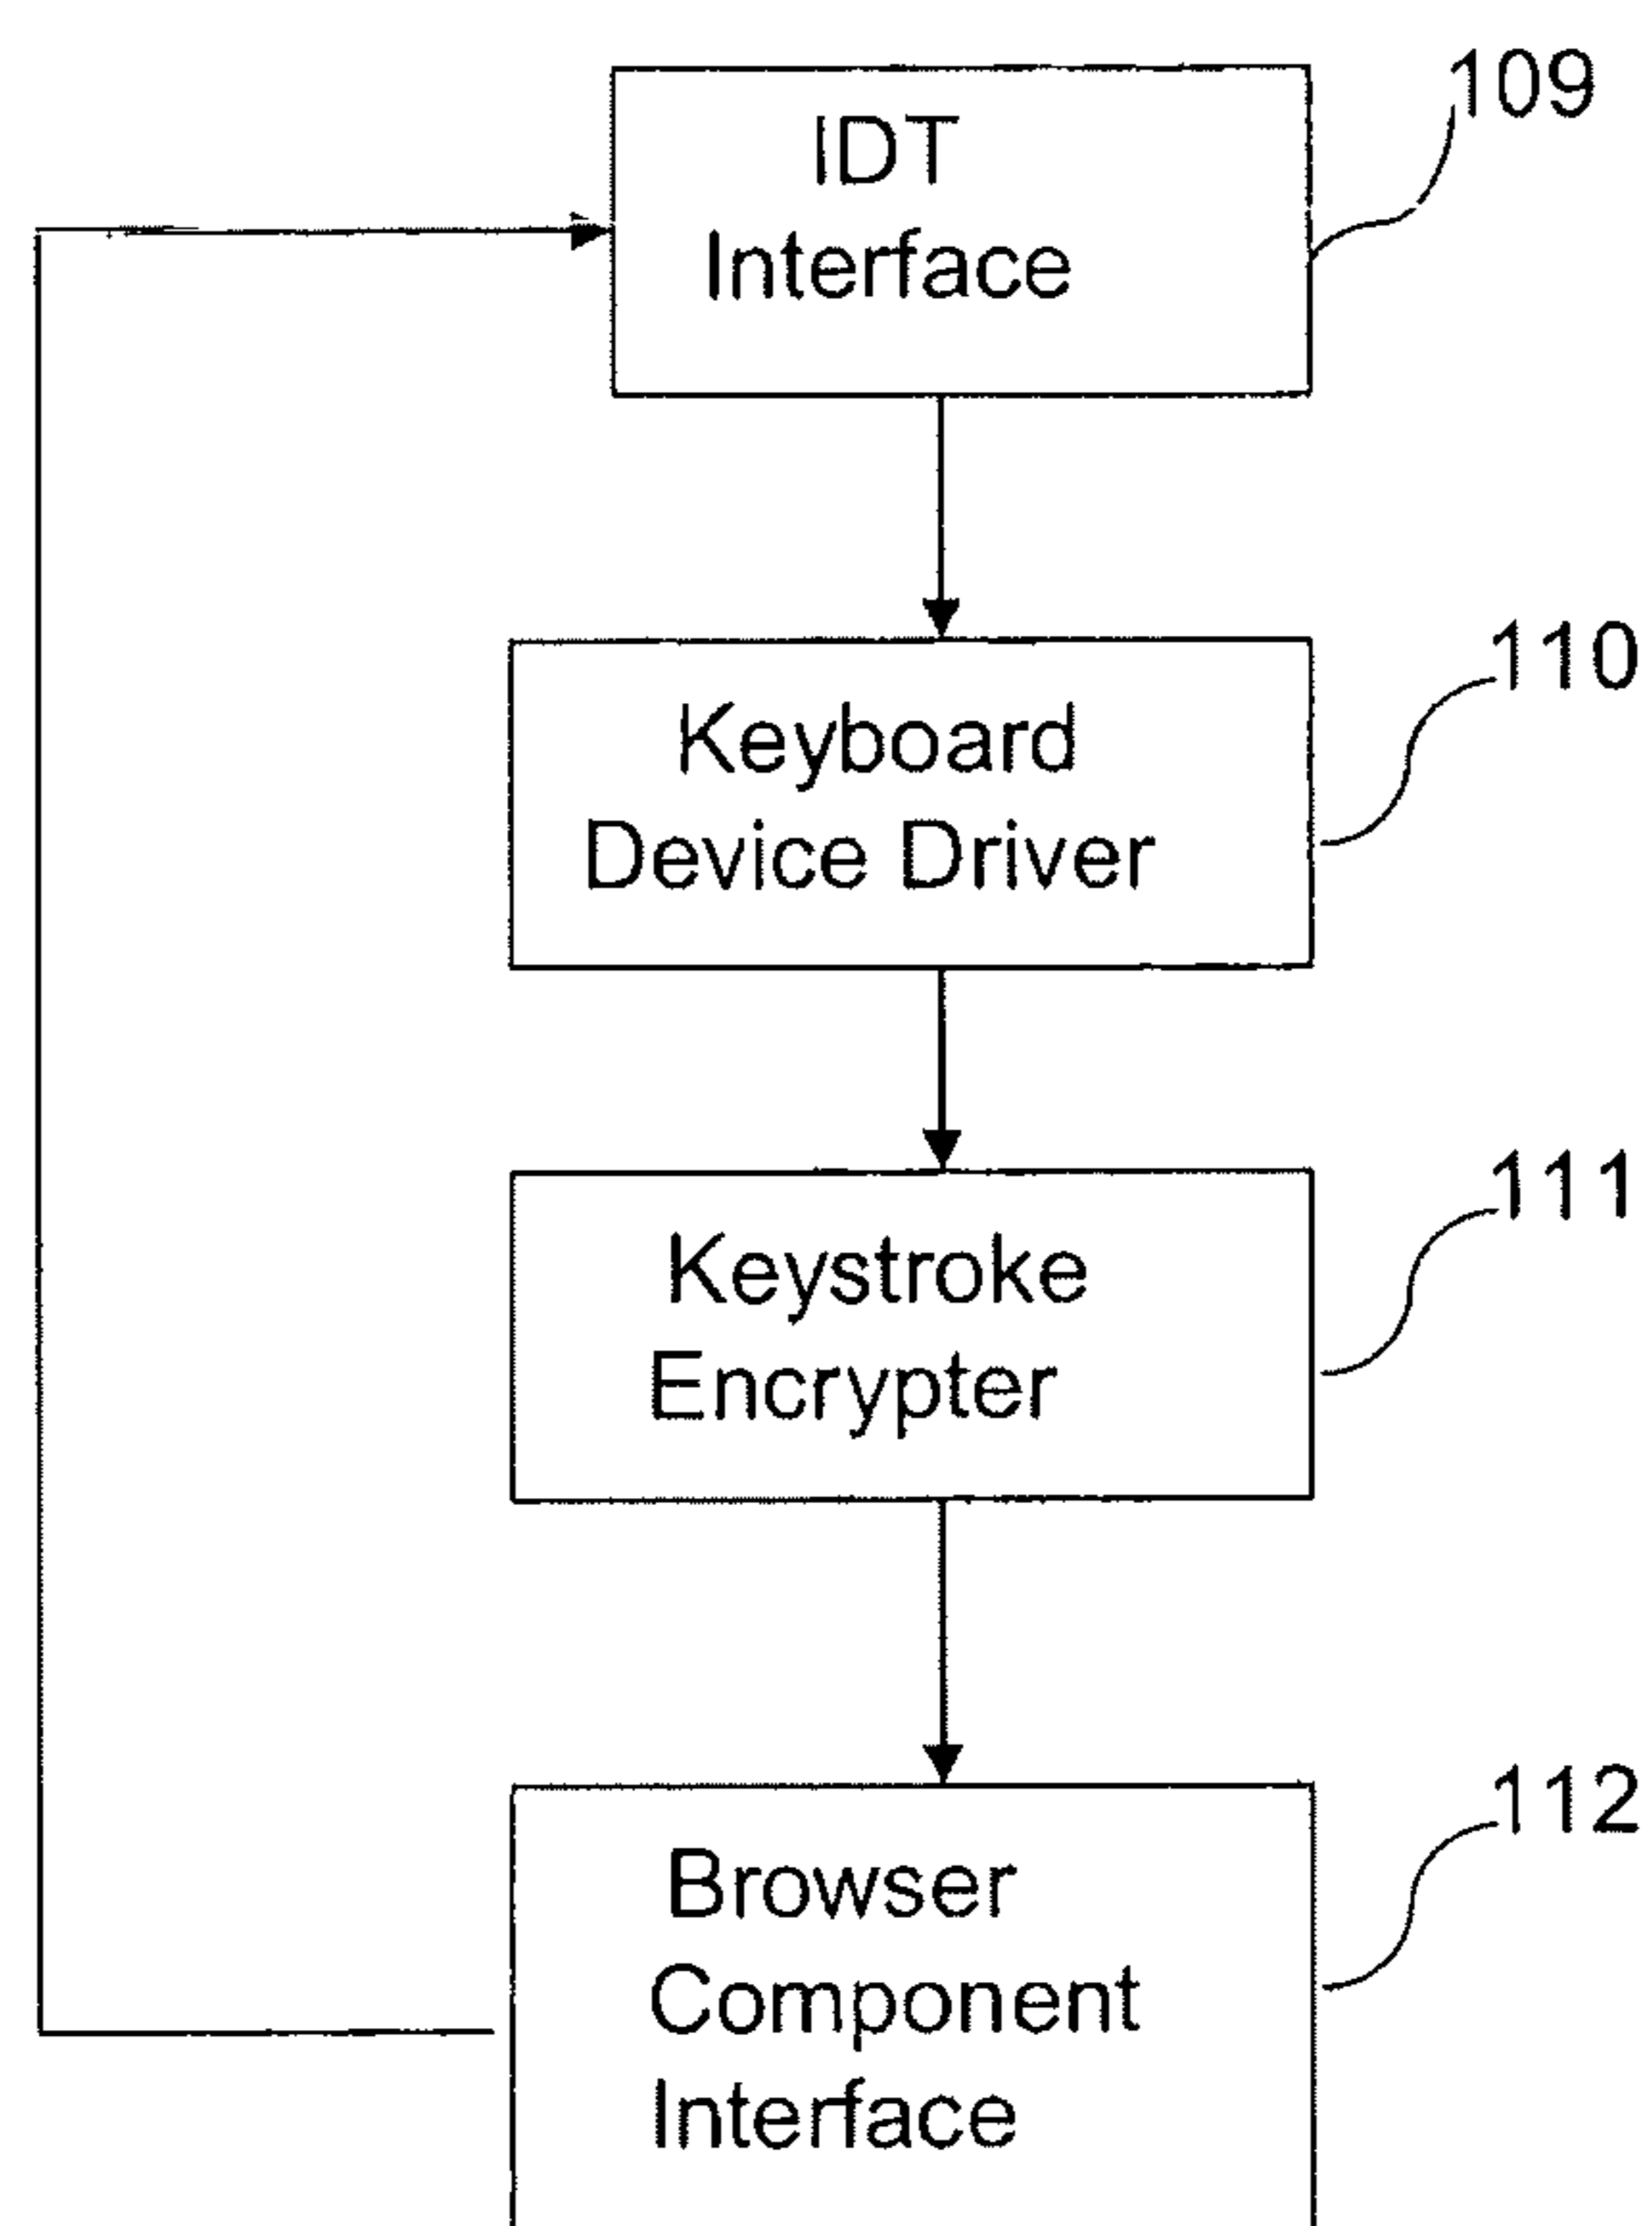 109
IDT
Interface
110
Keyboard
Device Driver
111
Keystroke
Encrypter
112
Browser
Component
Interface